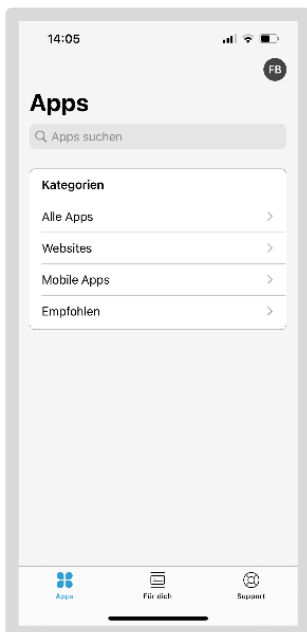 14:05
FB
Apps
Apps suchen
Kategorien
Alle Apps
Websites
Mobile Apps
Empfohlen
Apps Für dich Support